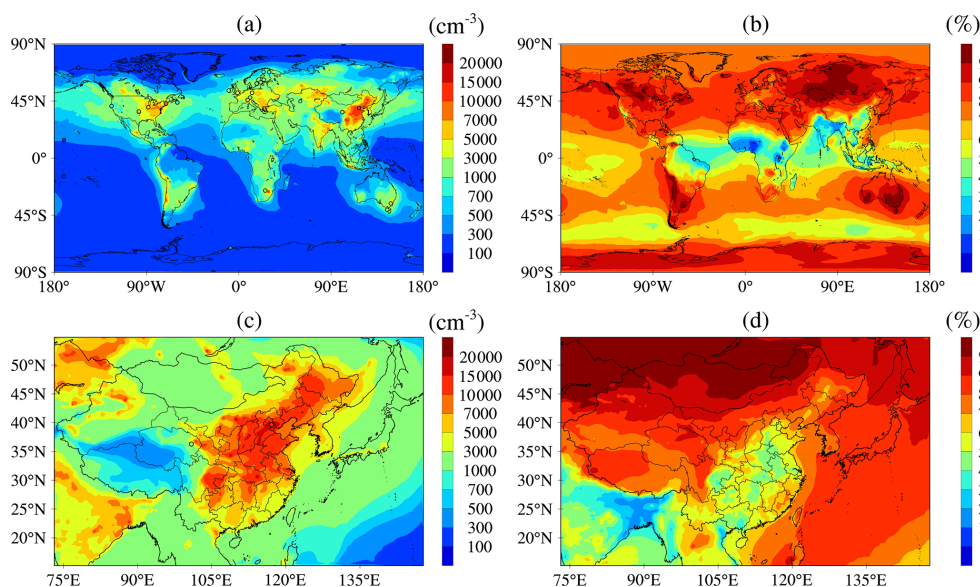 (a) (cm⁻³) (b) (%)
90°N
45°N
0°
45°S
90°S
180° 90°W 0° 90°E 180°
20000
15000
10000
7000
5000
3000
1000
700
500
300
100
90°N
45°N
0°
45°S
90°S
180° 90°W 0° 90°E 180°
(c) (cm⁻³) (d) (%)
50°N
45°N
40°N
35°N
30°N
25°N
20°N
75°E 90°E 105°E 120°E 135°E
20000
15000
10000
7000
5000
3000
1000
700
500
300
100
50°N
45°N
40°N
35°N
30°N
25°N
20°N
75°E 90°E 105°E 120°E 135°E